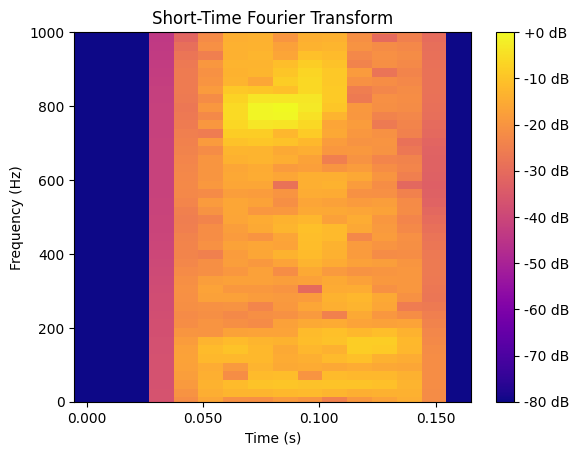 Short-Time Fourier Transform
Frequency (Hz)
1000
800
600
400
200
0
0.000
0.050
0.100
0.150
Time (s)
+0 dB
-10 dB
-20 dB
-30 dB
-40 dB
-50 dB
-60 dB
-70 dB
-80 dB